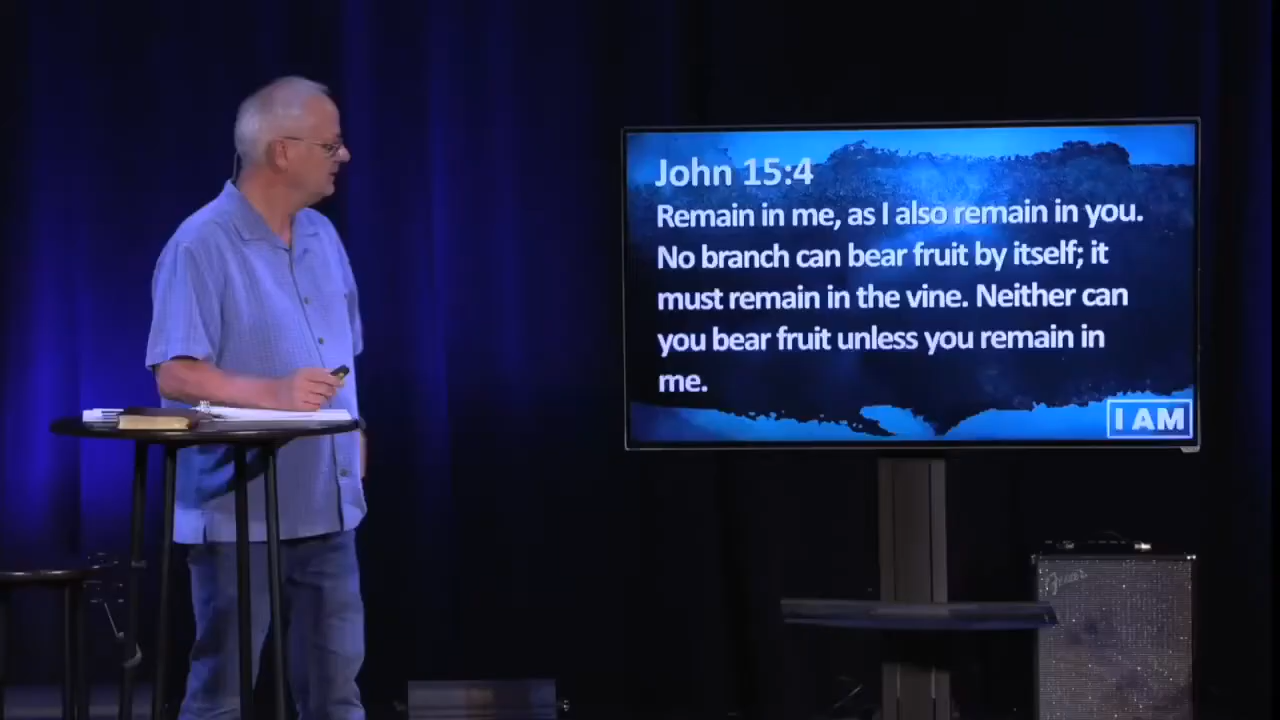 John 15:4
Remain in me, as I also remain in you.
No branch can bear fruit by itself; it
must remain in the vine. Neither can
you bear fruit unless you remain in
me.
I AM
Fender